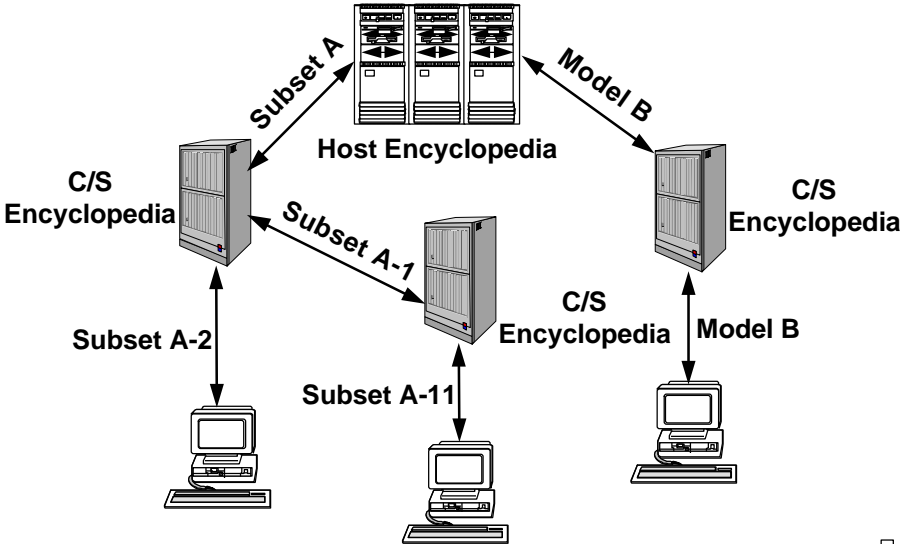 Subset A
Model B
Host Encyclopedia
C/S
Encyclopedia
C/S
Encyclopedia
Subset A-1
C/S
Encyclopedia
Subset A-2
Model B
Subset A-11